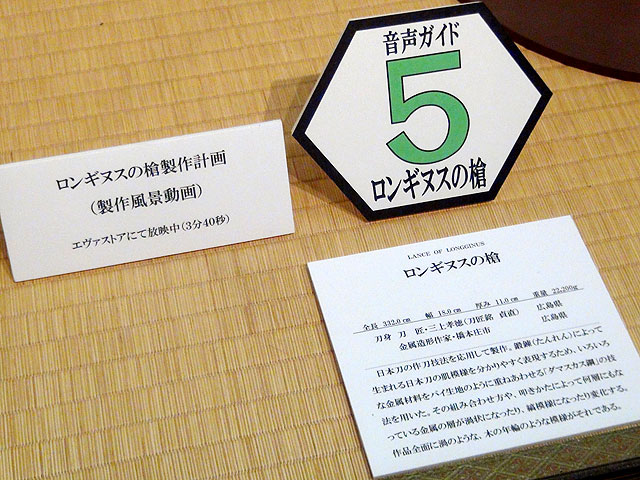 ロンギヌスの槍製作計画
(製作風景動画)
エヴァストアにて放映中(3分40秒)
音声ガイド
5
ロンギヌスの槍
LANCE OF LONGGINUS
ロンギヌスの槍
全長 332.0 cm 幅 18.0 cm 厚み 11.0 cm 重量 22,200g
刀身 刀 匠・三上孝徳(刀匠銘 貞直) 広島県
金属造形作家・橋本庄市 広島県
日本刀の作刀技法を応用して製作。鍛錬(たんれん)によって
生まれる日本刀の肌模様を分かりやすく表現するため、いろいろ
な金属材料をパイ生地のように重ねあわせる「ダマスカス鋼」の技
法を用いた。その組み合わせ方や、叩きかたによって何層にもな
っている金属の層が渦状になったり、縞模様になったり変化する。
作品全面に渦のような、木の年輪のような模様がそれである。